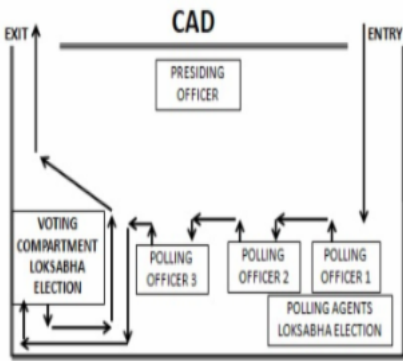 CAD
EXIT
ENTRY
PRESIDING
OFFICER
VOTING
COMPARTMENT
LOKSABHA
ELECTION
POLLING
OFFICER 3
POLLING
OFFICER 2
POLLING
OFFICER 1
POLLING AGENTS
LOKSABHA ELECTION